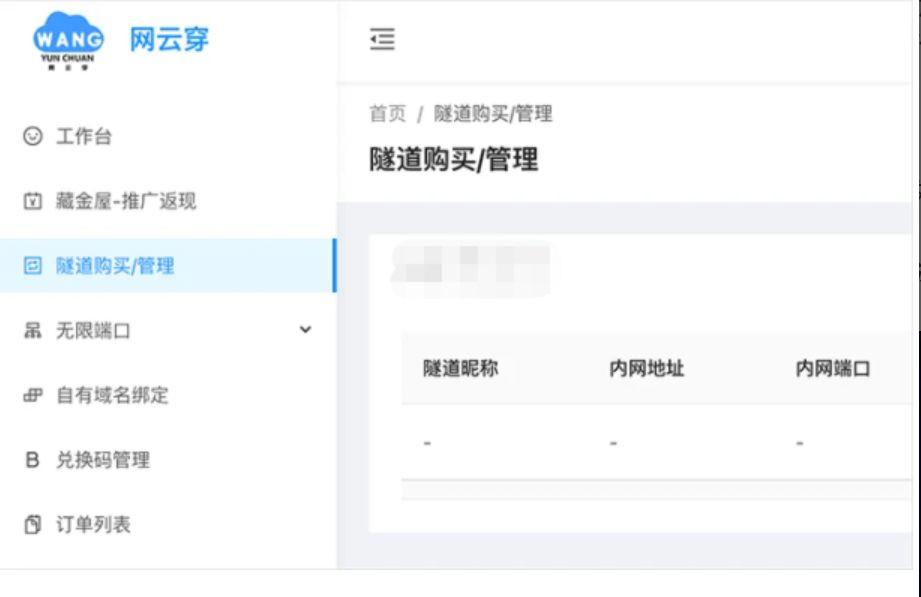 WANG
YUN CHUAN
网云穿
网云穿
工作台
藏金屋-推广返现
隧道购买/管理
无限端口
自有域名绑定
兑换码管理
订单列表
首页 / 隧道购买/管理
隧道购买/管理
隧道昵称 内网地址 内网端口
- - -